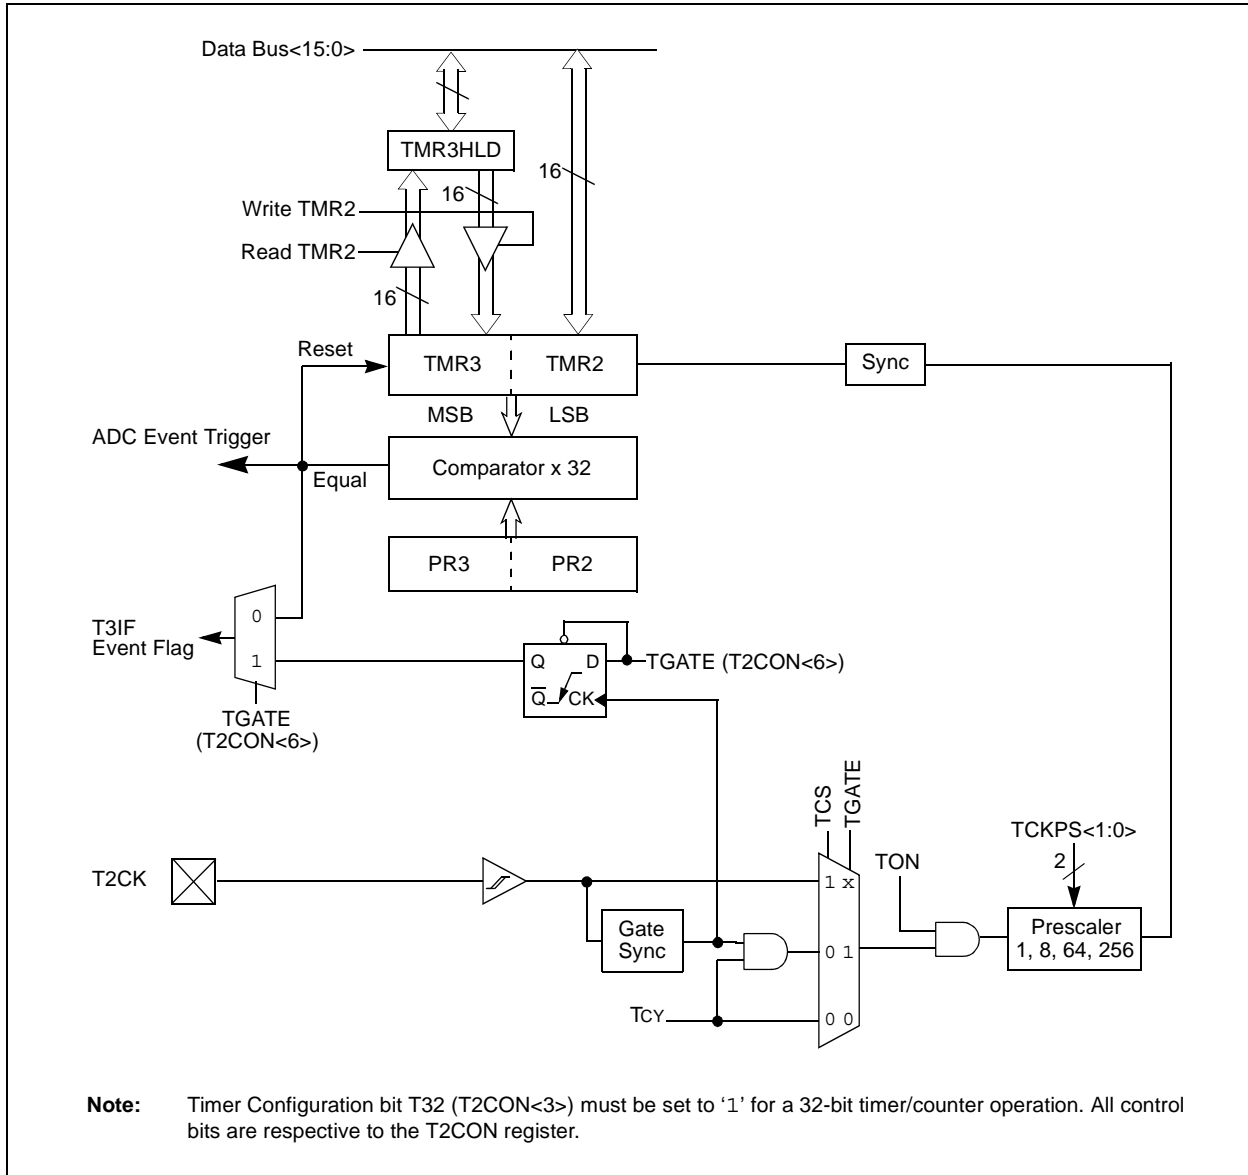 Data Bus<15:0>
TMR3HLD
16
16
Write TMR2
Read TMR2
16
Reset
TMR3
TMR2
Sync
MSB
LSB
ADC Event Trigger
Equal
Comparator x 32
PR3
PR2
0
T3IF
Event Flag
1
Q
D
TGATE (T2CON<6>)
Q
CK
TGATE
(T2CON<6>)
TCS
TGATE
TCKPS<1:0>
2
TON
T2CK
1 x
Gate
Sync
0 1
Prescaler
1, 8, 64, 256
TCY
0 0
Note: Timer Configuration bit T32 (T2CON<3>) must be set to ‘1’ for a 32-bit timer/counter operation. All control
bits are respective to the T2CON register.